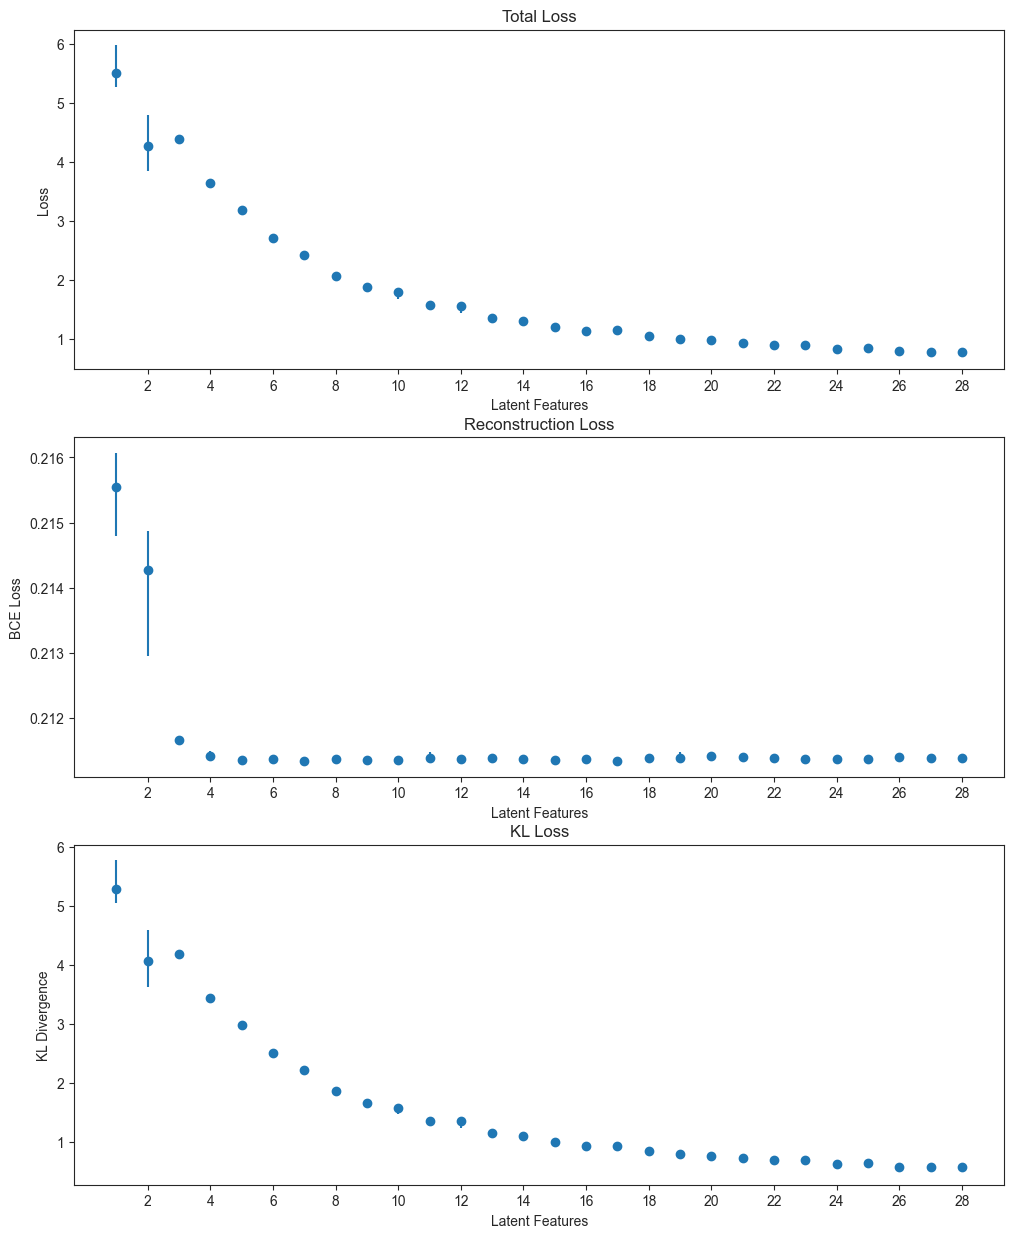 Total Loss
6
5
4
3
2
1
Loss
2 4 6 8 10 12 14 16 18 20 22 24 26 28
Latent Features
Reconstruction Loss
0.216
0.215
0.214
0.213
0.212
BCE Loss
2 4 6 8 10 12 14 16 18 20 22 24 26 28
Latent Features
KL Loss
6
5
4
3
2
1
KL Divergence
2 4 6 8 10 12 14 16 18 20 22 24 26 28
Latent Features